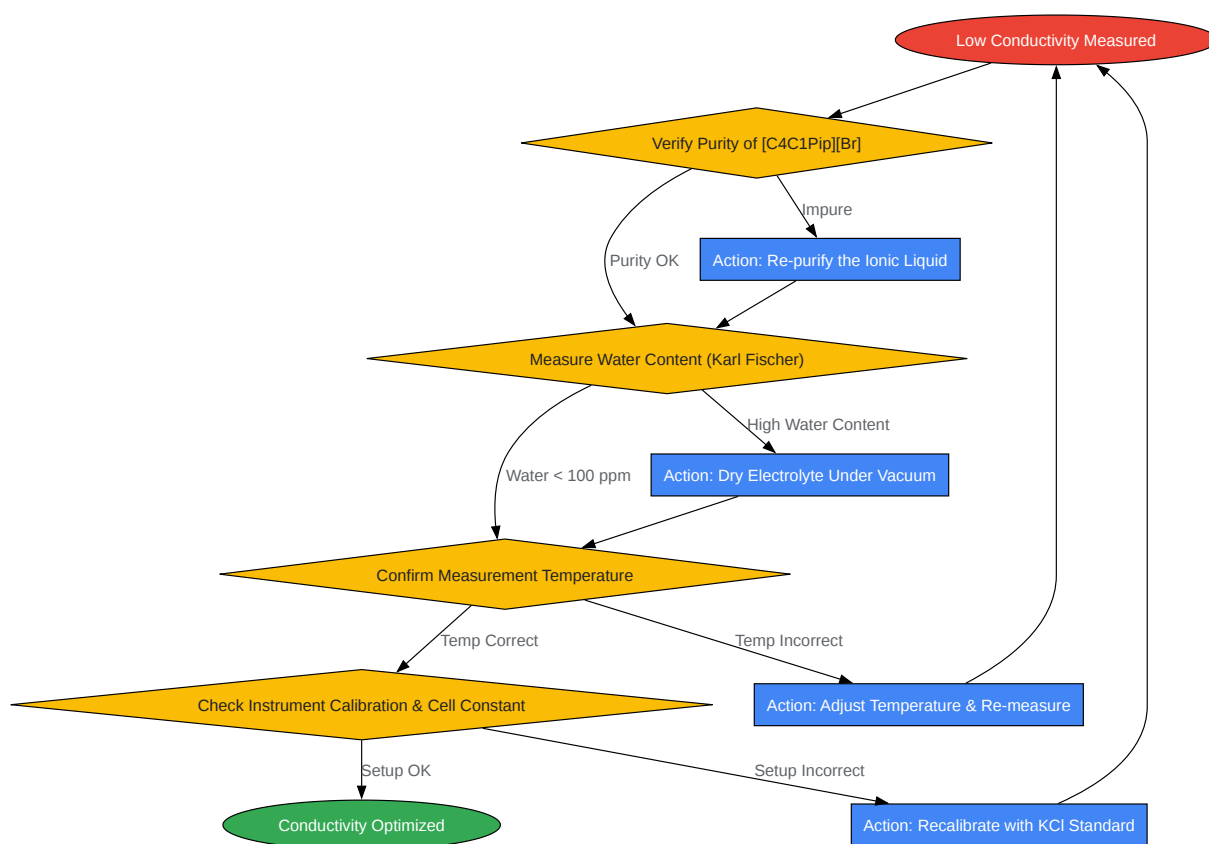 Low Conductivity Measured
Verify Purity of [C4C1Pip][Br]
Impure
Purity OK
Action: Re-purify the Ionic Liquid
Measure Water Content (Karl Fischer)
High Water Content
Water < 100 ppm
Action: Dry Electrolyte Under Vacuum
Confirm Measurement Temperature
Temp Correct
Temp Incorrect
Check Instrument Calibration & Cell Constant
Action: Adjust Temperature & Re-measure
Setup OK
Setup Incorrect
Conductivity Optimized
Action: Recalibrate with KCl Standard